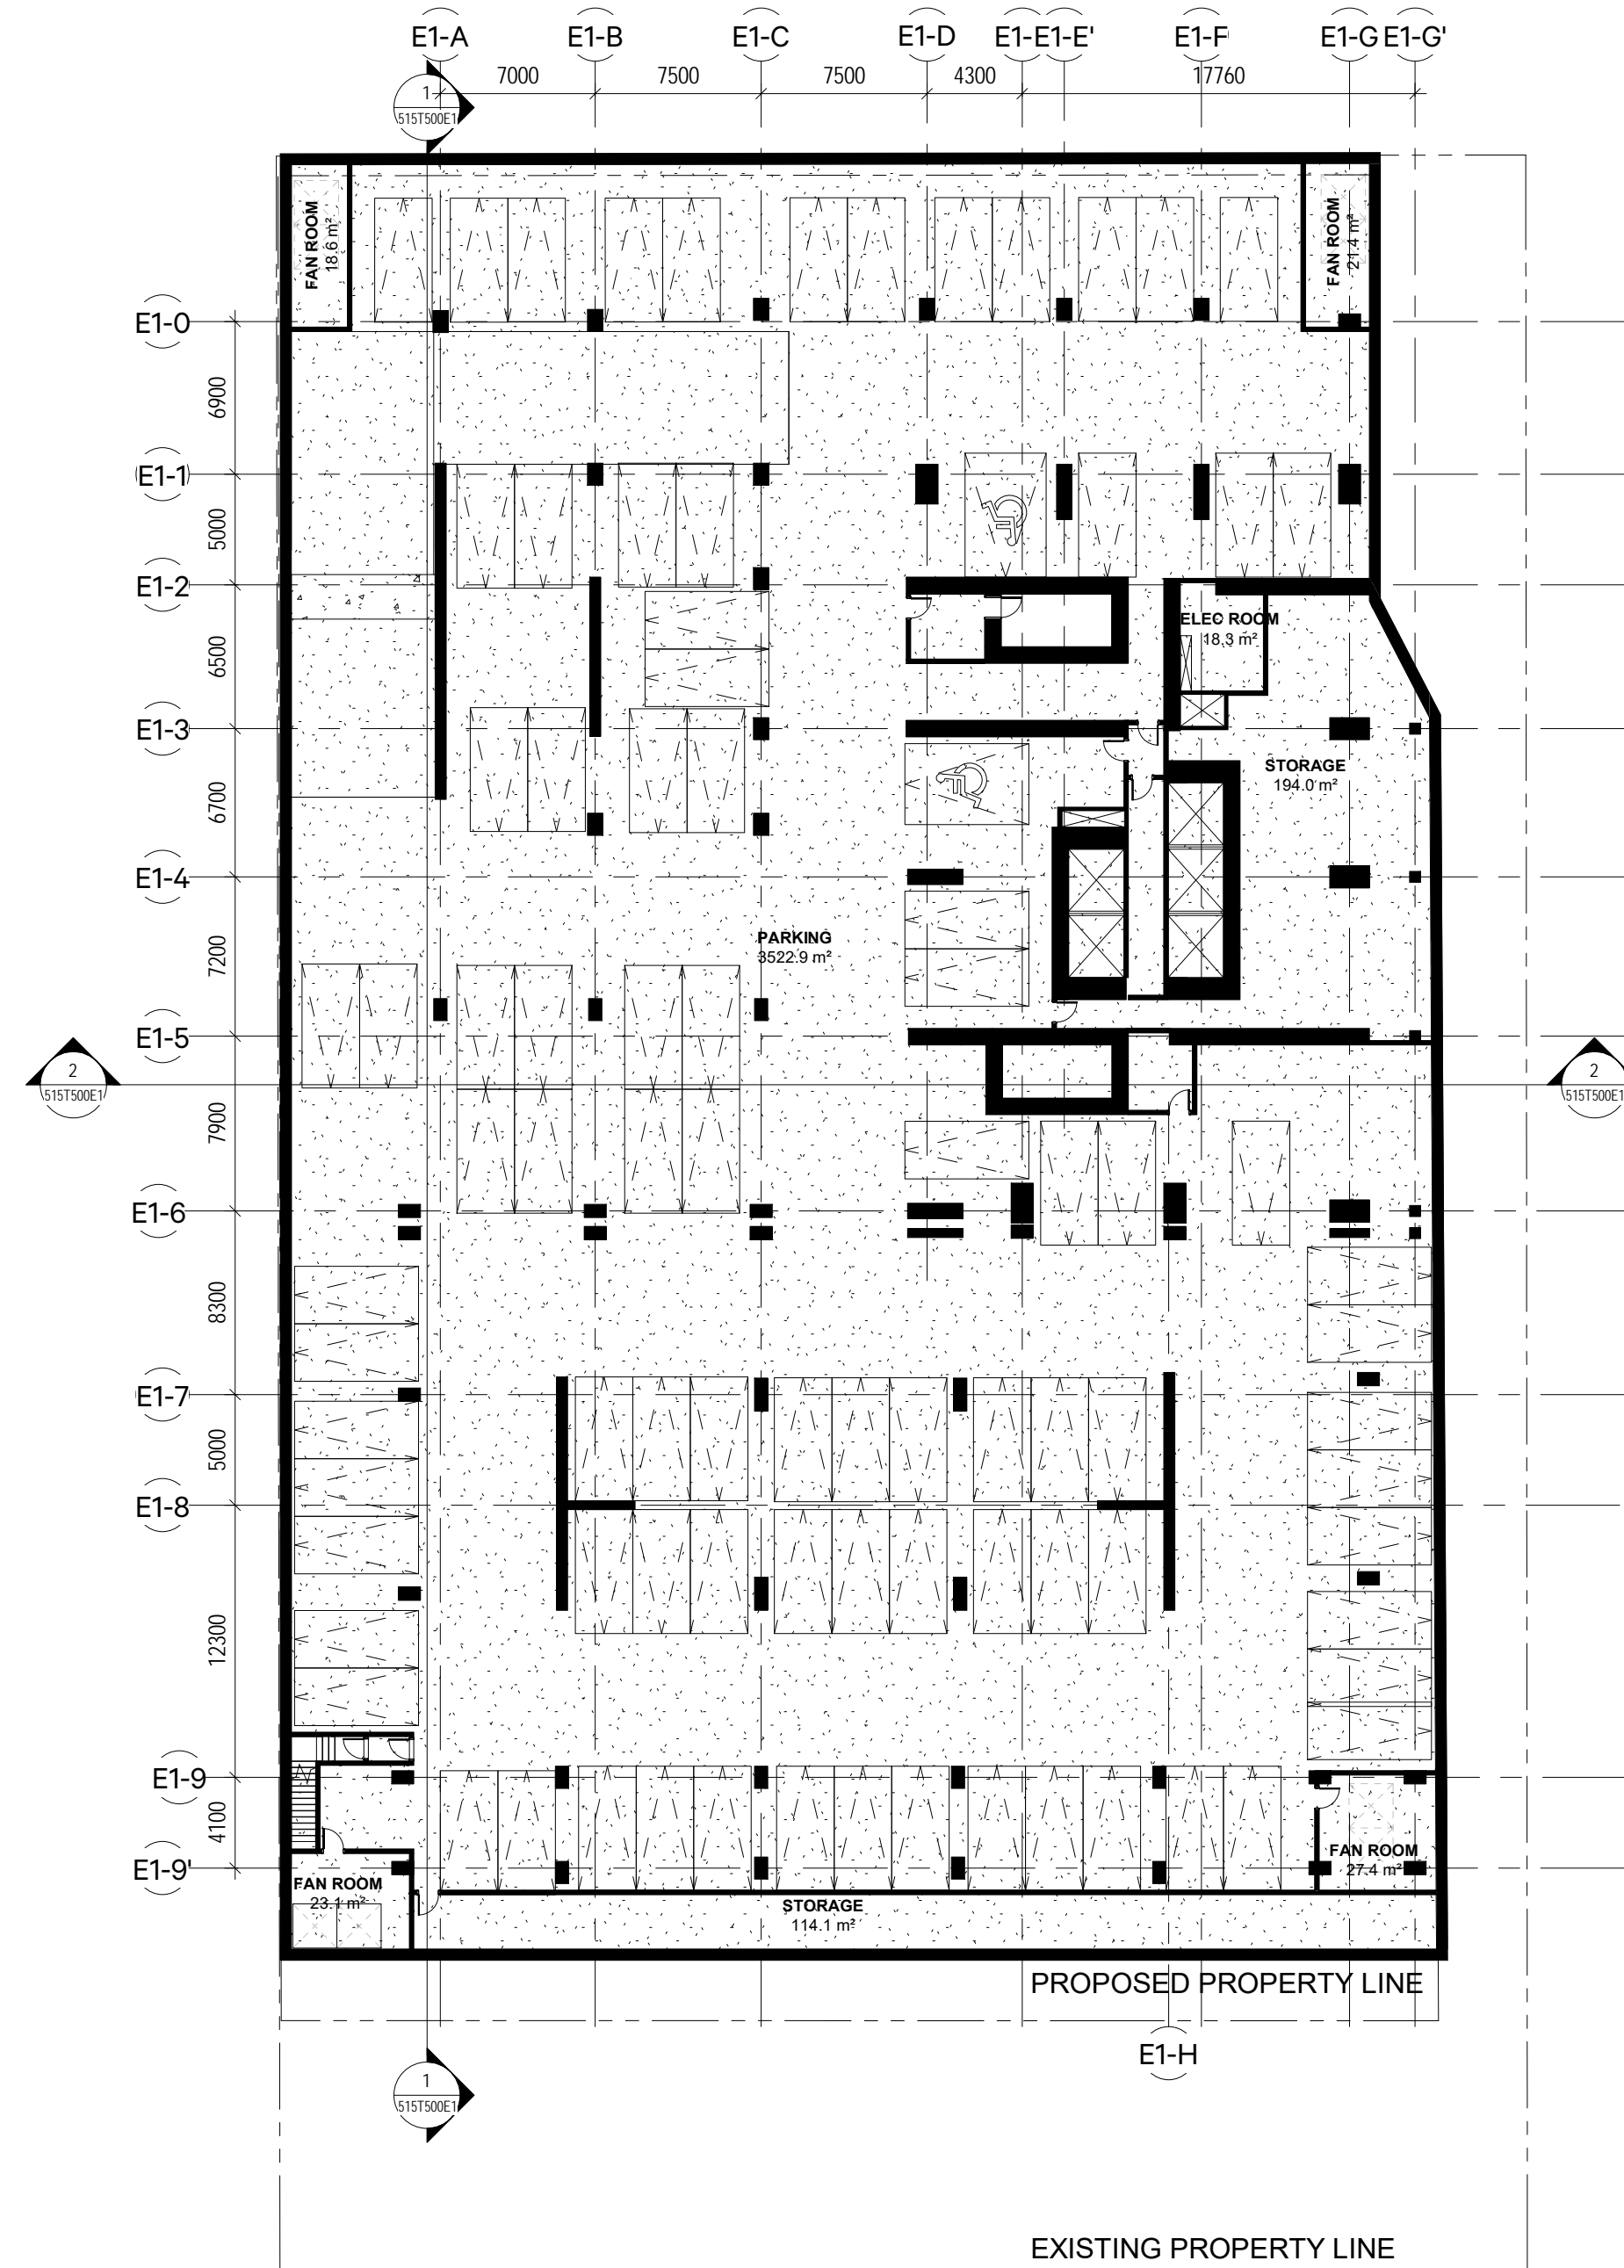 E1-A E1-B E1-C E1-D E1-E E1-E' E1-F E1-G E1-G'
7000 7500 7500 4300 17760
1
515T500E1
FAN ROOM
18.6 m²
FAN ROOM
21.4 m²
E1-0
6900
E1-1
5000
E1-2
ELEC ROOM
18.3 m²
6500
E1-3
STORAGE
194.0 m²
6700
E1-4
PARKING
3522.9 m²
7200
E1-5
2
515T500E1
2
515T500E1
7900
E1-6
8300
E1-7
5000
E1-8
12300
E1-9
4100
E1-9'
FAN ROOM
27.4 m²
FAN ROOM
23.1 m²
STORAGE
114.1 m²
PROPOSED PROPERTY LINE
E1-H
1
515T500E1
EXISTING PROPERTY LINE